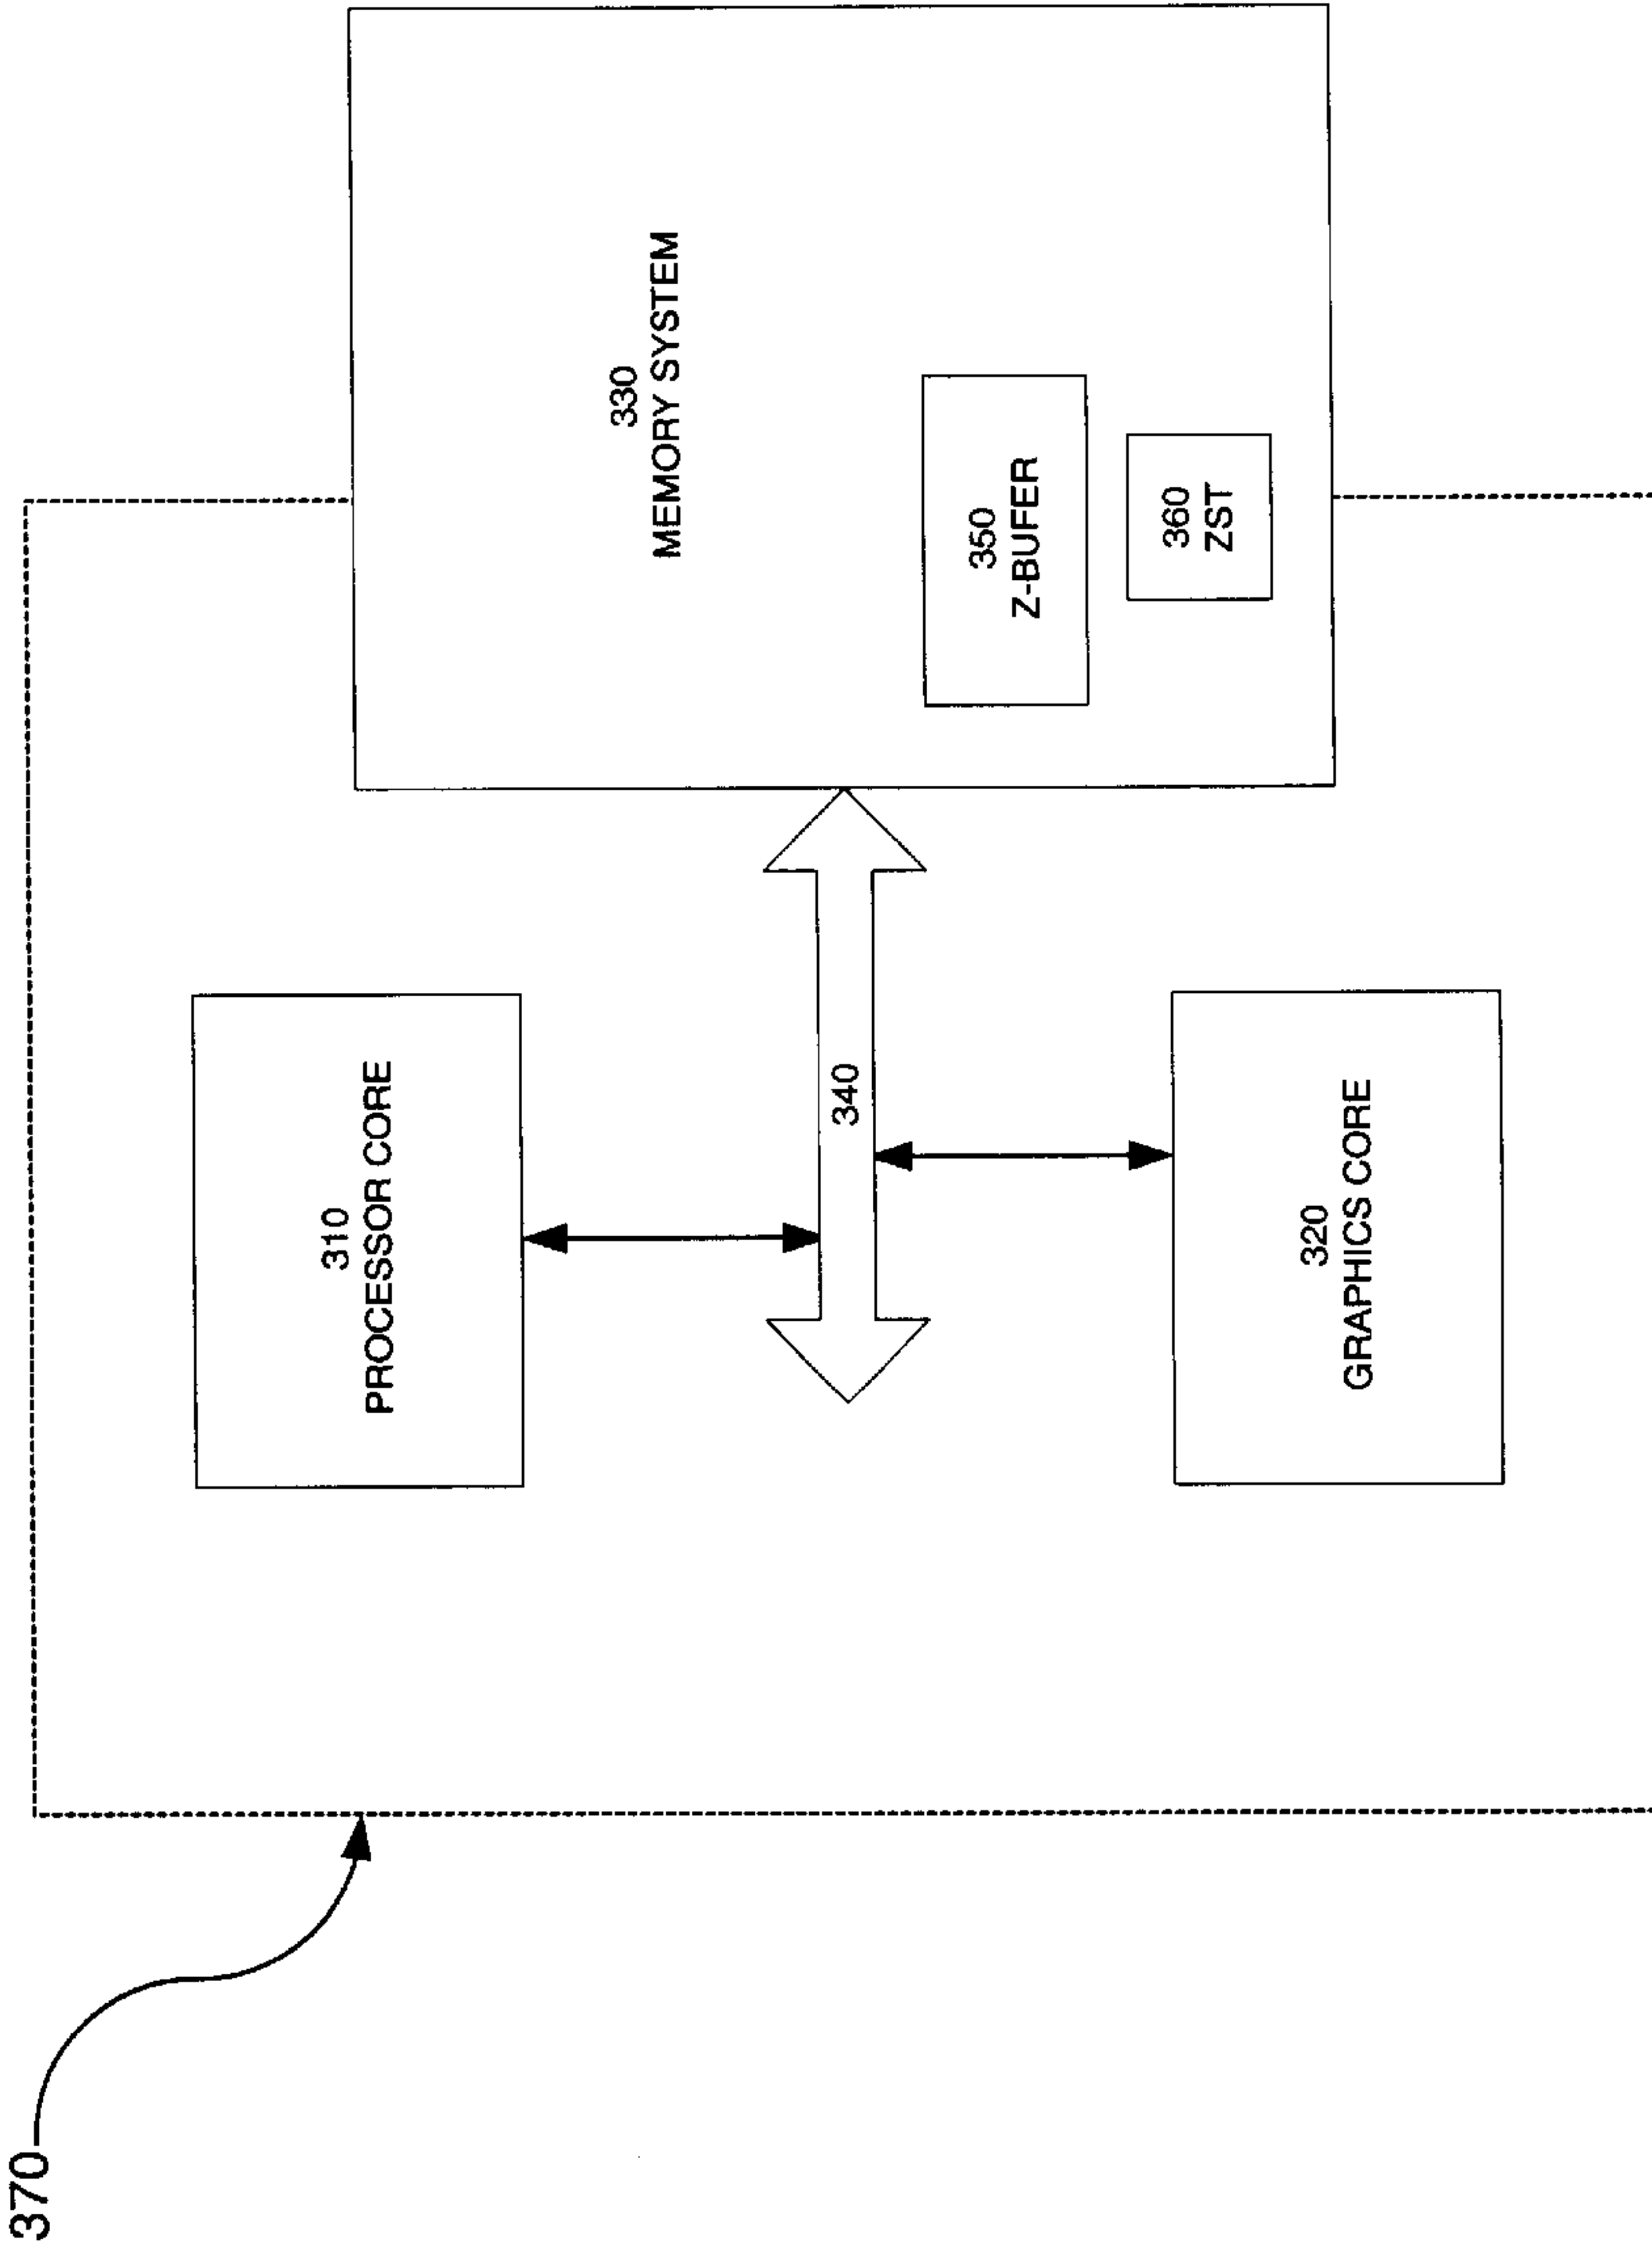 370
310
PROCESSOR CORE
340
320
GRAPHICS CORE
330
MEMORY SYSTEM
350
Z-BUFER
360
ZST